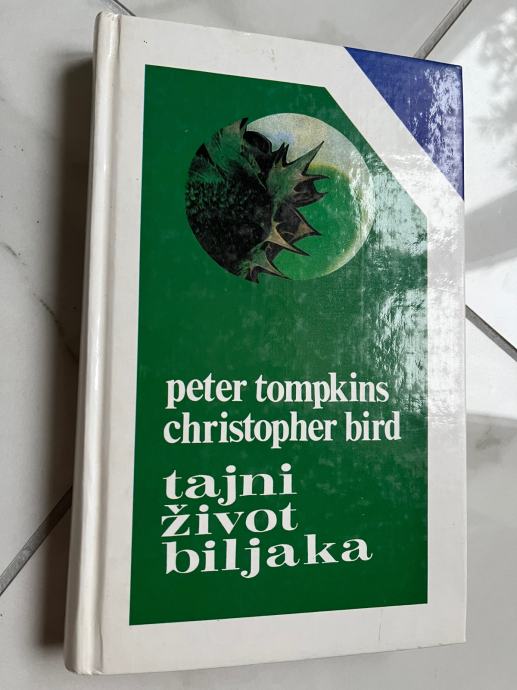 peter tompkins
christopher bird
tajni
život
biljaka